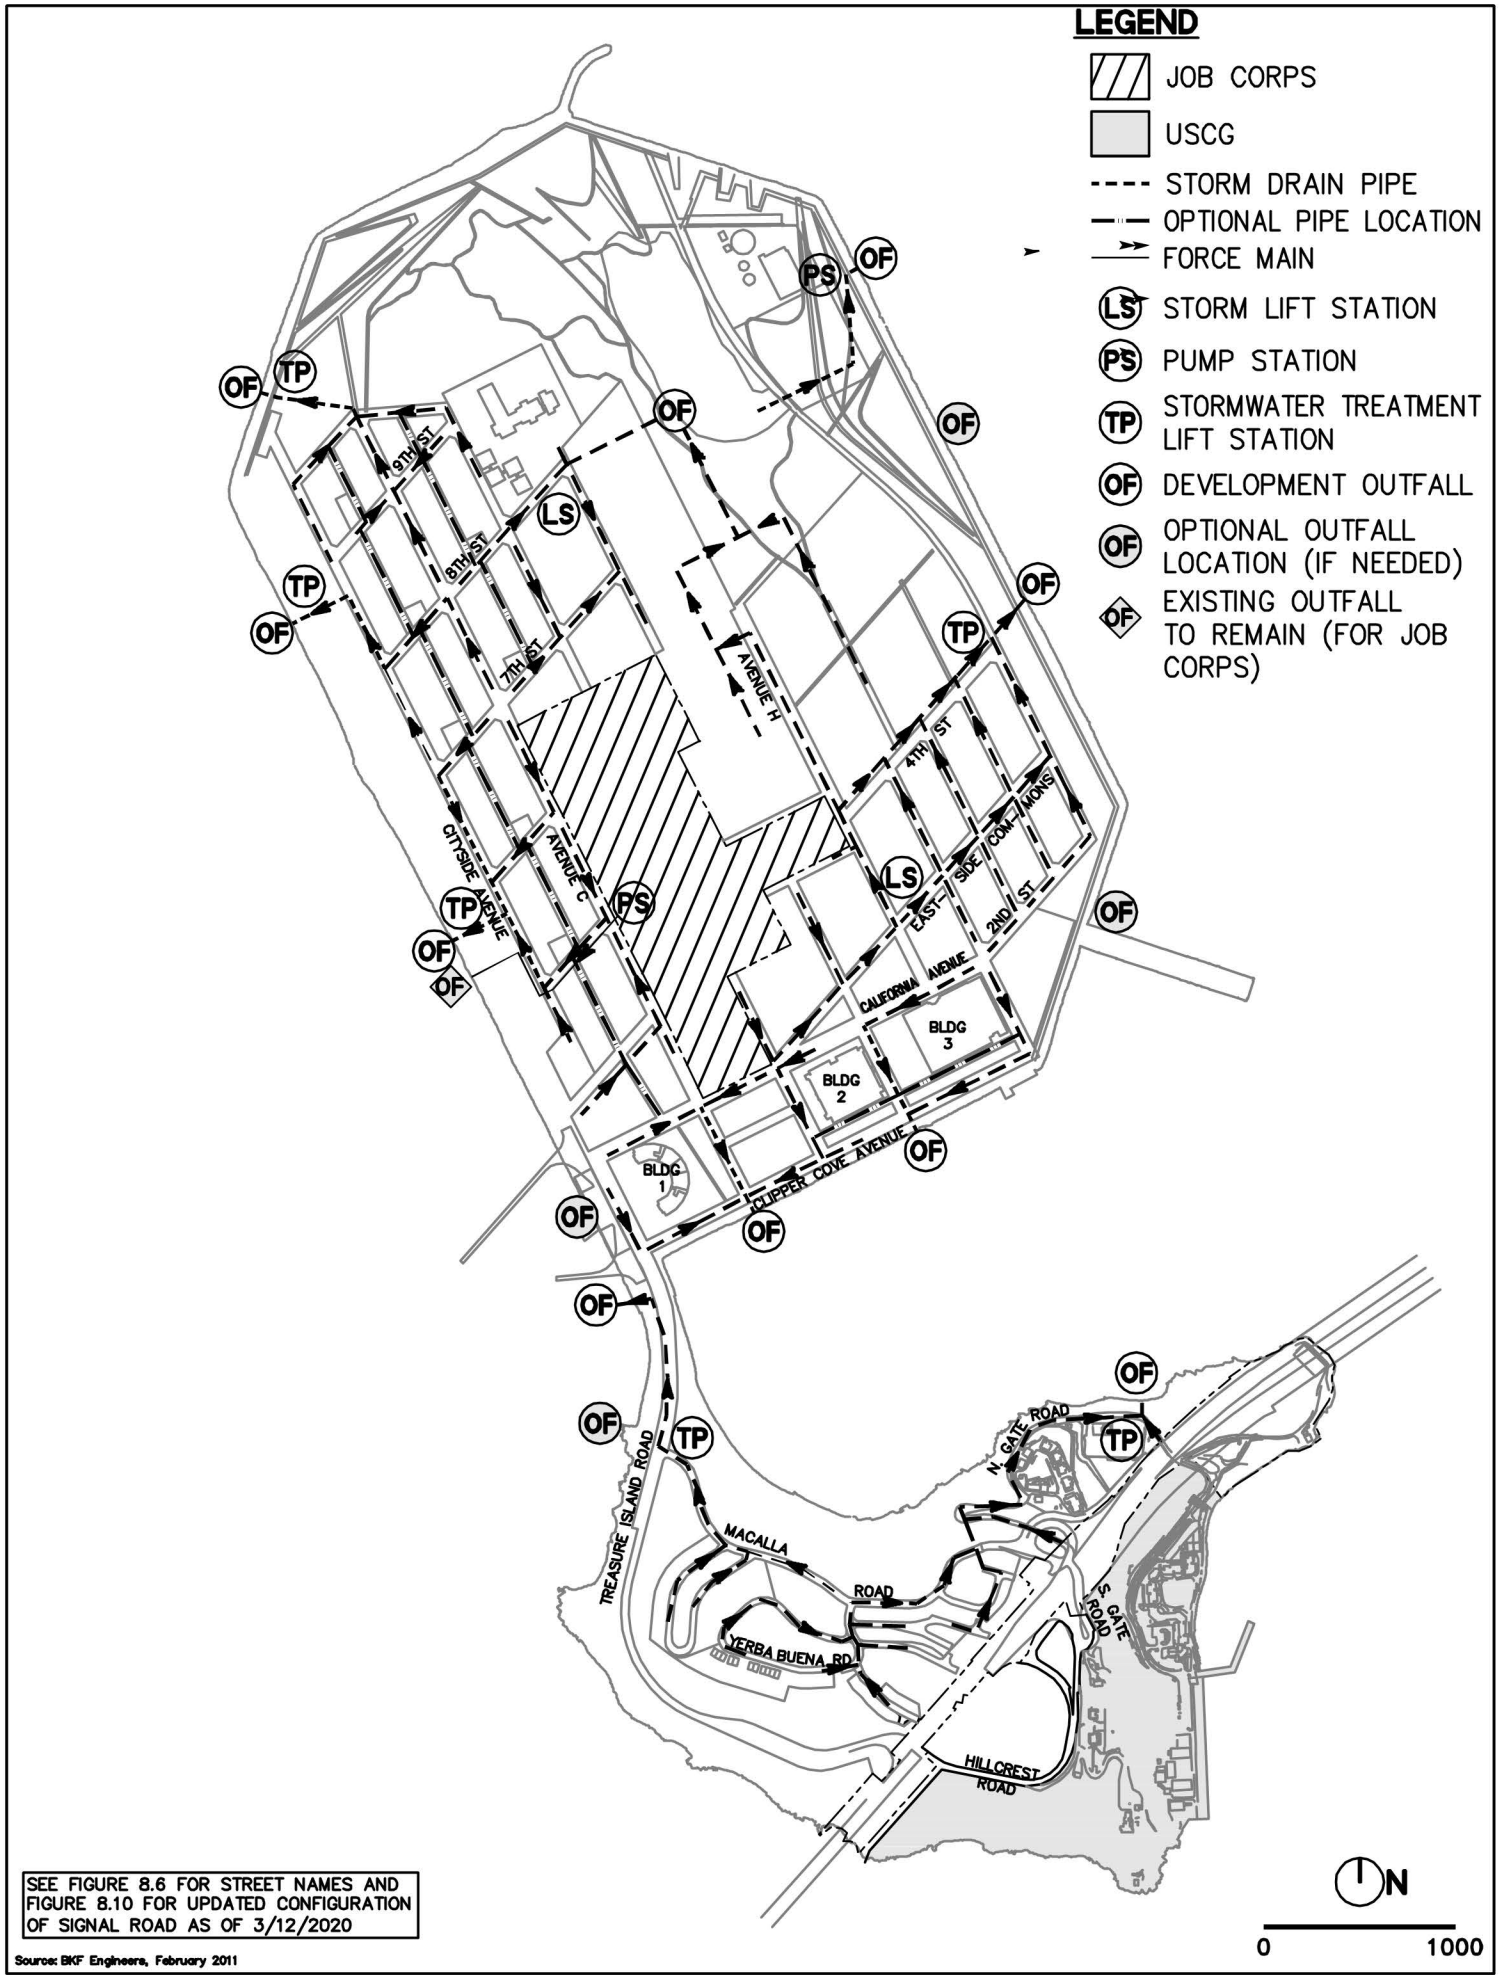 LEGEND
JOB CORPS
USCG
STORM DRAIN PIPE
OPTIONAL PIPE LOCATION
FORCE MAIN
LS STORM LIFT STATION
PS PUMP STATION
TP STORMWATER TREATMENT
LIFT STATION
OF DEVELOPMENT OUTFALL
OF OPTIONAL OUTFALL
LOCATION (IF NEEDED)
OF EXISTING OUTFALL
TO REMAIN (FOR JOB
CORPS)
OF
PS
TP
OF
OF
OF
9TH ST
LS
8TH ST
TP
OF
OF
TP
OF
7TH ST
AVENUE H
4TH ST
CITYSIDE AVENUE
AVENUE C
EAST-SIDE COM-MONS
LS
PS
TP
2ND ST
OF
OF
OF
CALIFORNIA AVENUE
BLDG
3
BLDG
2
BLDG
1
CLIPPER COVE AVENUE
OF
OF
OF
OF
OF
OF
TP
N. GATE ROAD
TP
TREASURE ISLAND ROAD
MACALLA
ROAD
S. GATE
ROAD
YERBA BUENA RD
HILLCREST
ROAD
SEE FIGURE 8.6 FOR STREET NAMES AND
FIGURE 8.10 FOR UPDATED CONFIGURATION
OF SIGNAL ROAD AS OF 3/12/2020
N
0 1000
Source: BKF Engineers, February 2011